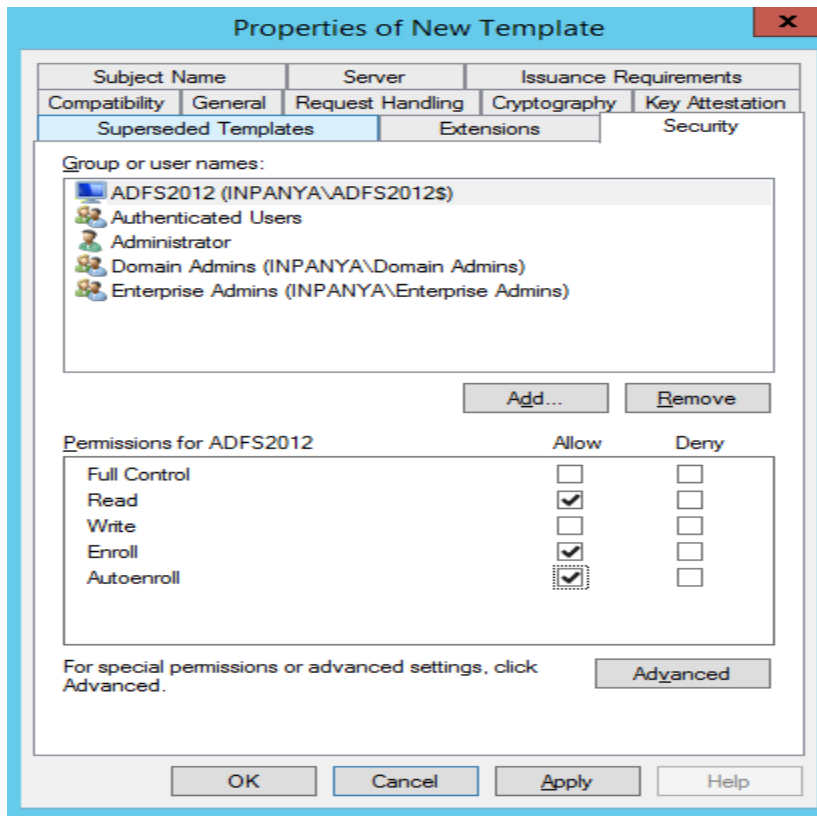 Properties of New Template
x
Subject Name Server Issuance Requirements
Compatibility General Request Handling Cryptography Key Attestation
Superseded Templates Extensions Security
Group or user names:
ADFS2012 (INPANYA\ADFS2012$)
Authenticated Users
Administrator
Domain Admins (INPANYA\Domain Admins)
Enterprise Admins (INPANYA\Enterprise Admins)
Add... Remove
Permissions for ADFS2012 Allow Deny
Full Control
Read
Write
Enroll
Autoenroll
For special permissions or advanced settings, click
Advanced. Advanced
OK Cancel Apply Help